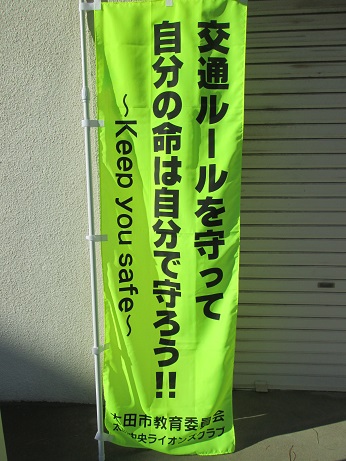 交通ルールを守って
自分の命は自分で守ろう!!
～Keep you safe～
田市教育委員会
中央ライオンズクラブ